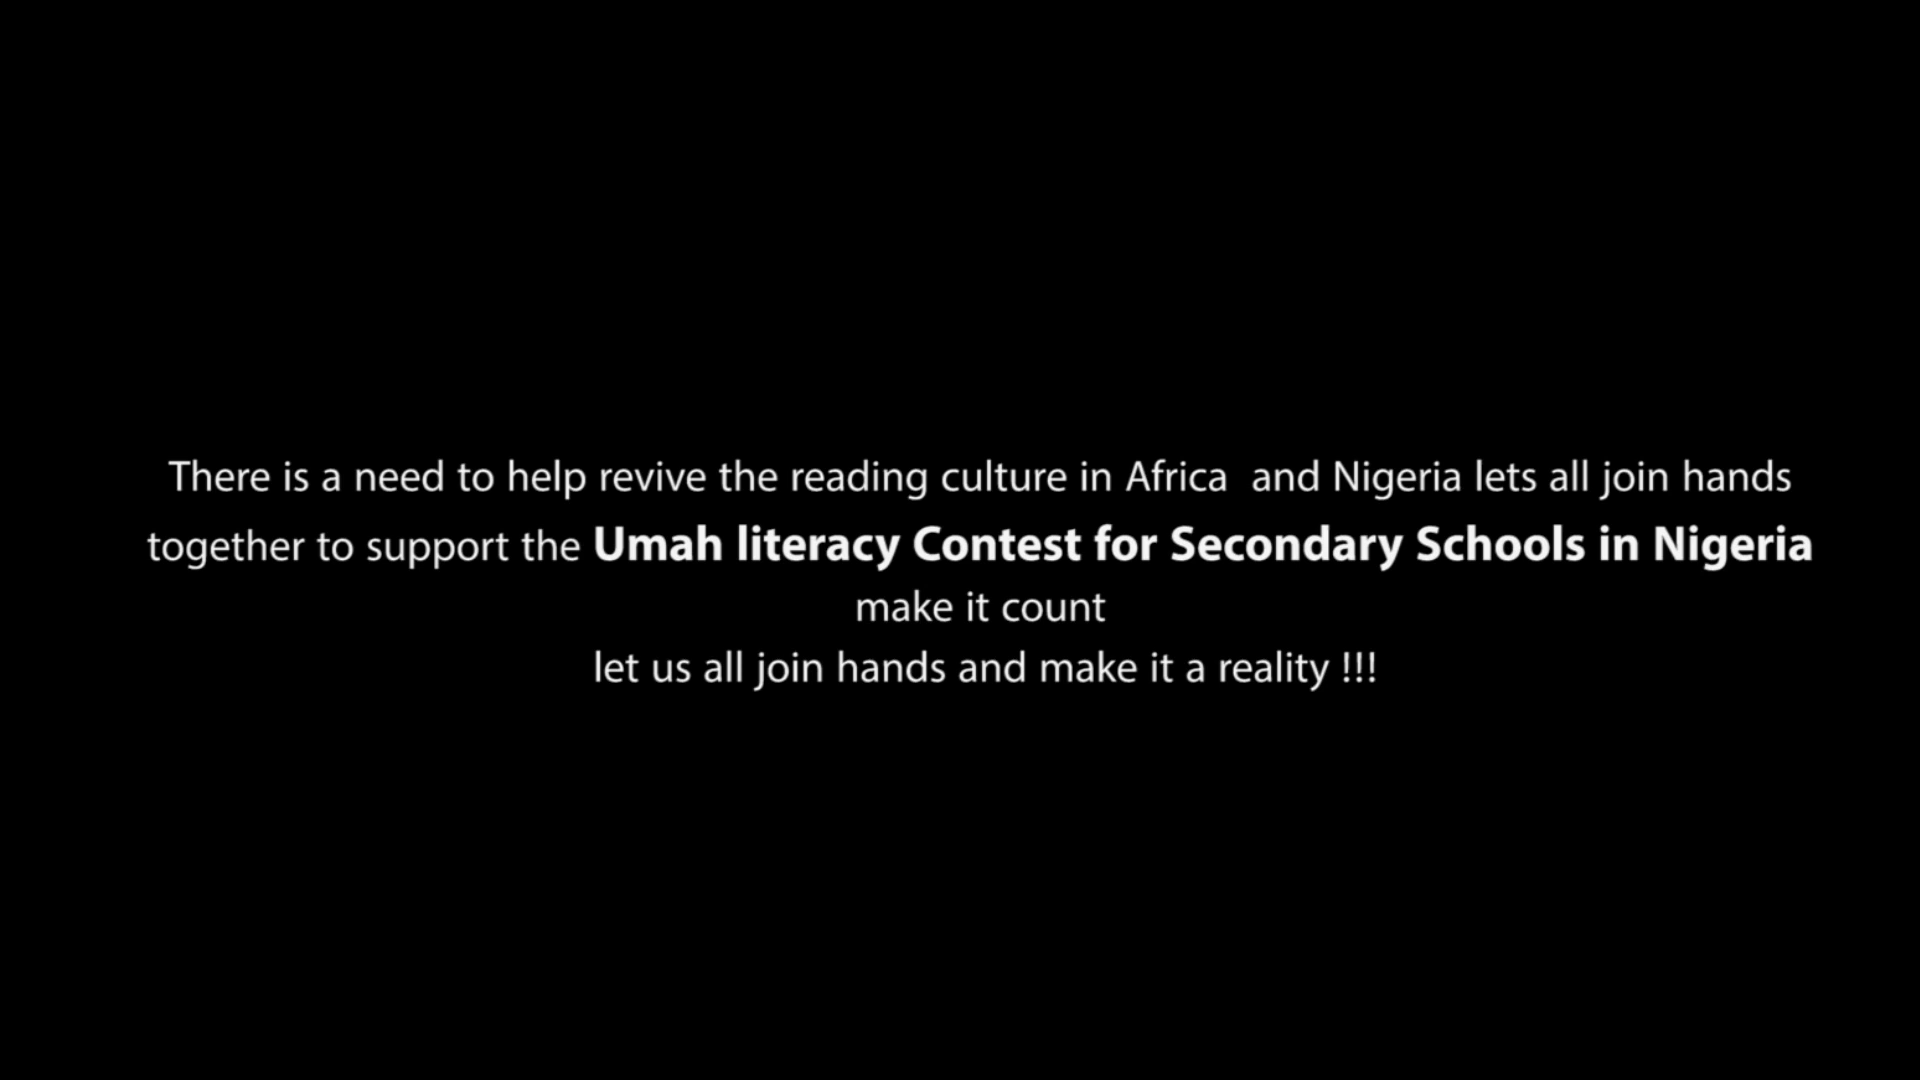 There is a need to help revive the reading culture in Africa  and Nigeria lets all join hands
together to support the Umah literacy Contest for Secondary Schools in Nigeria
make it count
let us all join hands and make it a reality !!!